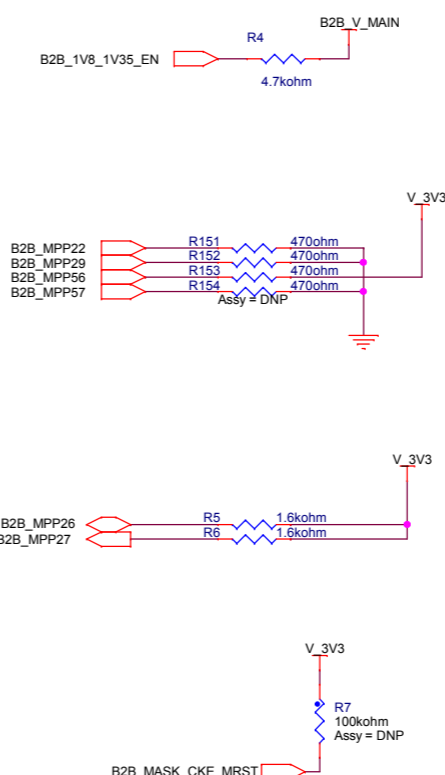 B2B_V_MAIN
R4
B2B_1V8_1V35_EN
4.7kohm
V_3V3
B2B_MPP22 R151 470ohm
B2B_MPP29 R152 470ohm
B2B_MPP56 R153 470ohm
B2B_MPP57 R154 470ohm
Assy = DNP
V_3V3
B2B_MPP26 R5 1.6kohm
B2B_MPP27 R6 1.6kohm
V_3V3
R7
100kohm
Assy = DNP
B2B_MASK_CKE_MRST